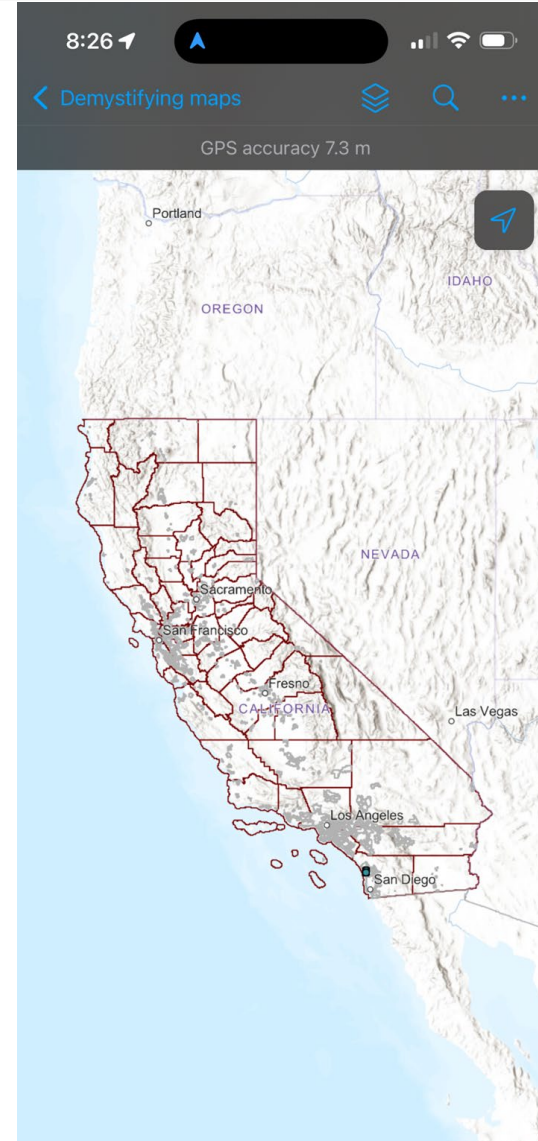 8:26
Demystifying maps
GPS accuracy 7.3 m
Portland
IDAHO
OREGON
NEVADA
Sacramento
San Francisco
Fresno
CALIFORNIA
Las Vegas
Los Angeles
San Diego